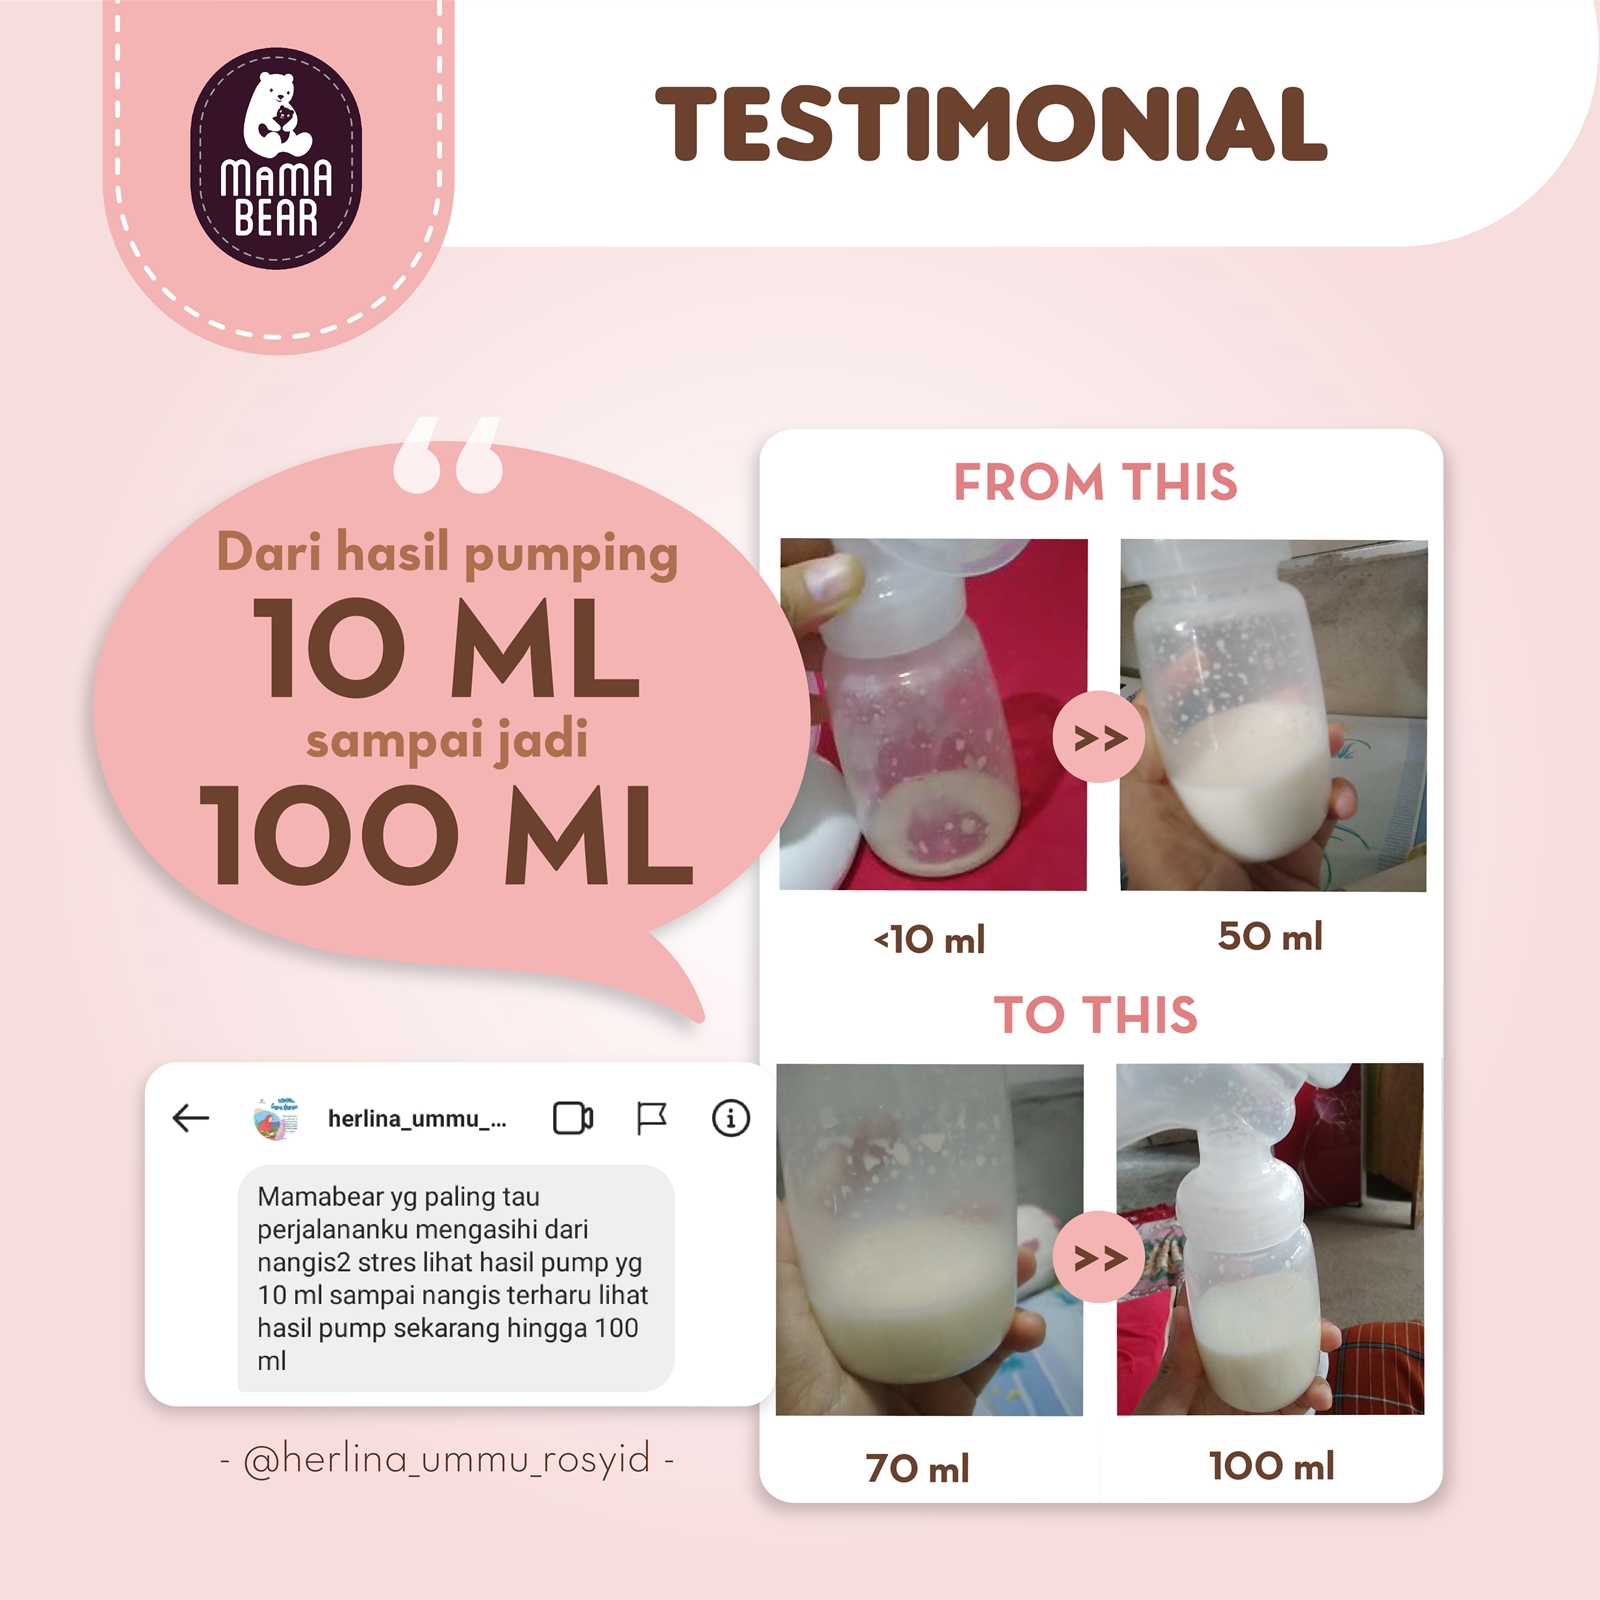 MAMA
BEAR
TESTIMONIAL
Dari hasil pumping
10 ML
sampai jadi
100 ML
FROM THIS
>>
<10 ml
50 ml
TO THIS
>>
70 ml
100 ml
herlina_ummu_...
Mamabear yg paling tau
perjalananku mengasihi dari
nangis2 stres lihat hasil pump yg
10 ml sampai nangis terharu lihat
hasil pump sekarang hingga 100
ml
- @herlina_ummu_rosyid -